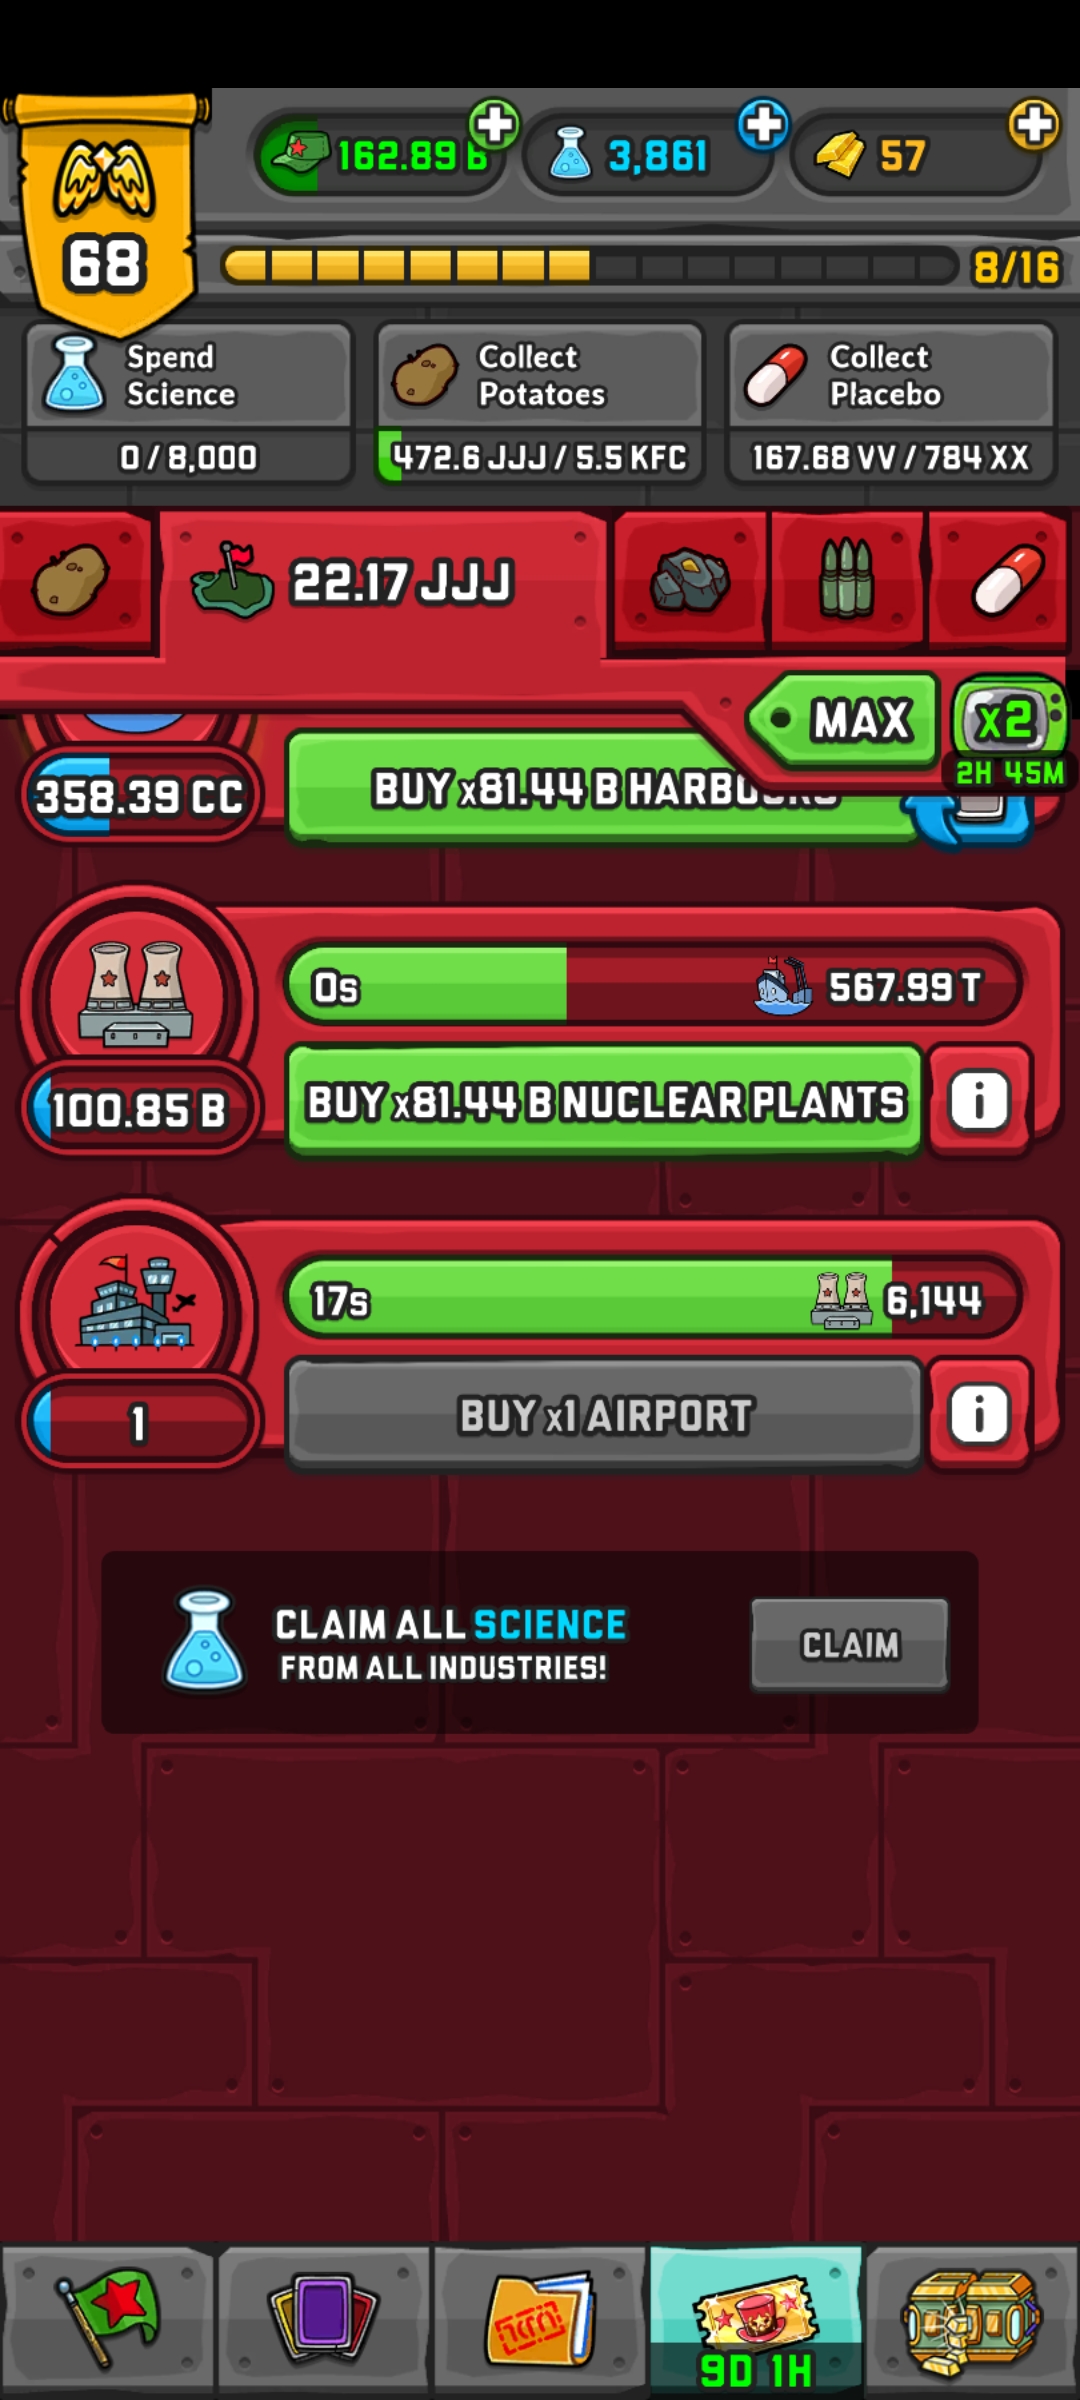 162.89 B
3,861
57
68
8/16
Spend
Science
0/8,000
Collect
Potatoes
472.6 JJJ/5.5 KFC
Collect
Placebo
167.68 VV/784 XX
22.17 JJJ
MAX
x2
2H 45M
358.39 CC
BUY x81.44 B HARBOURS
0s
567.99 T
100.85 B
BUY x81.44 B NUCLEAR PLANTS
i
17s
6,144
1
BUY x1 AIRPORT
i
CLAIM ALL SCIENCE
FROM ALL INDUSTRIES!
CLAIM
9D 1H